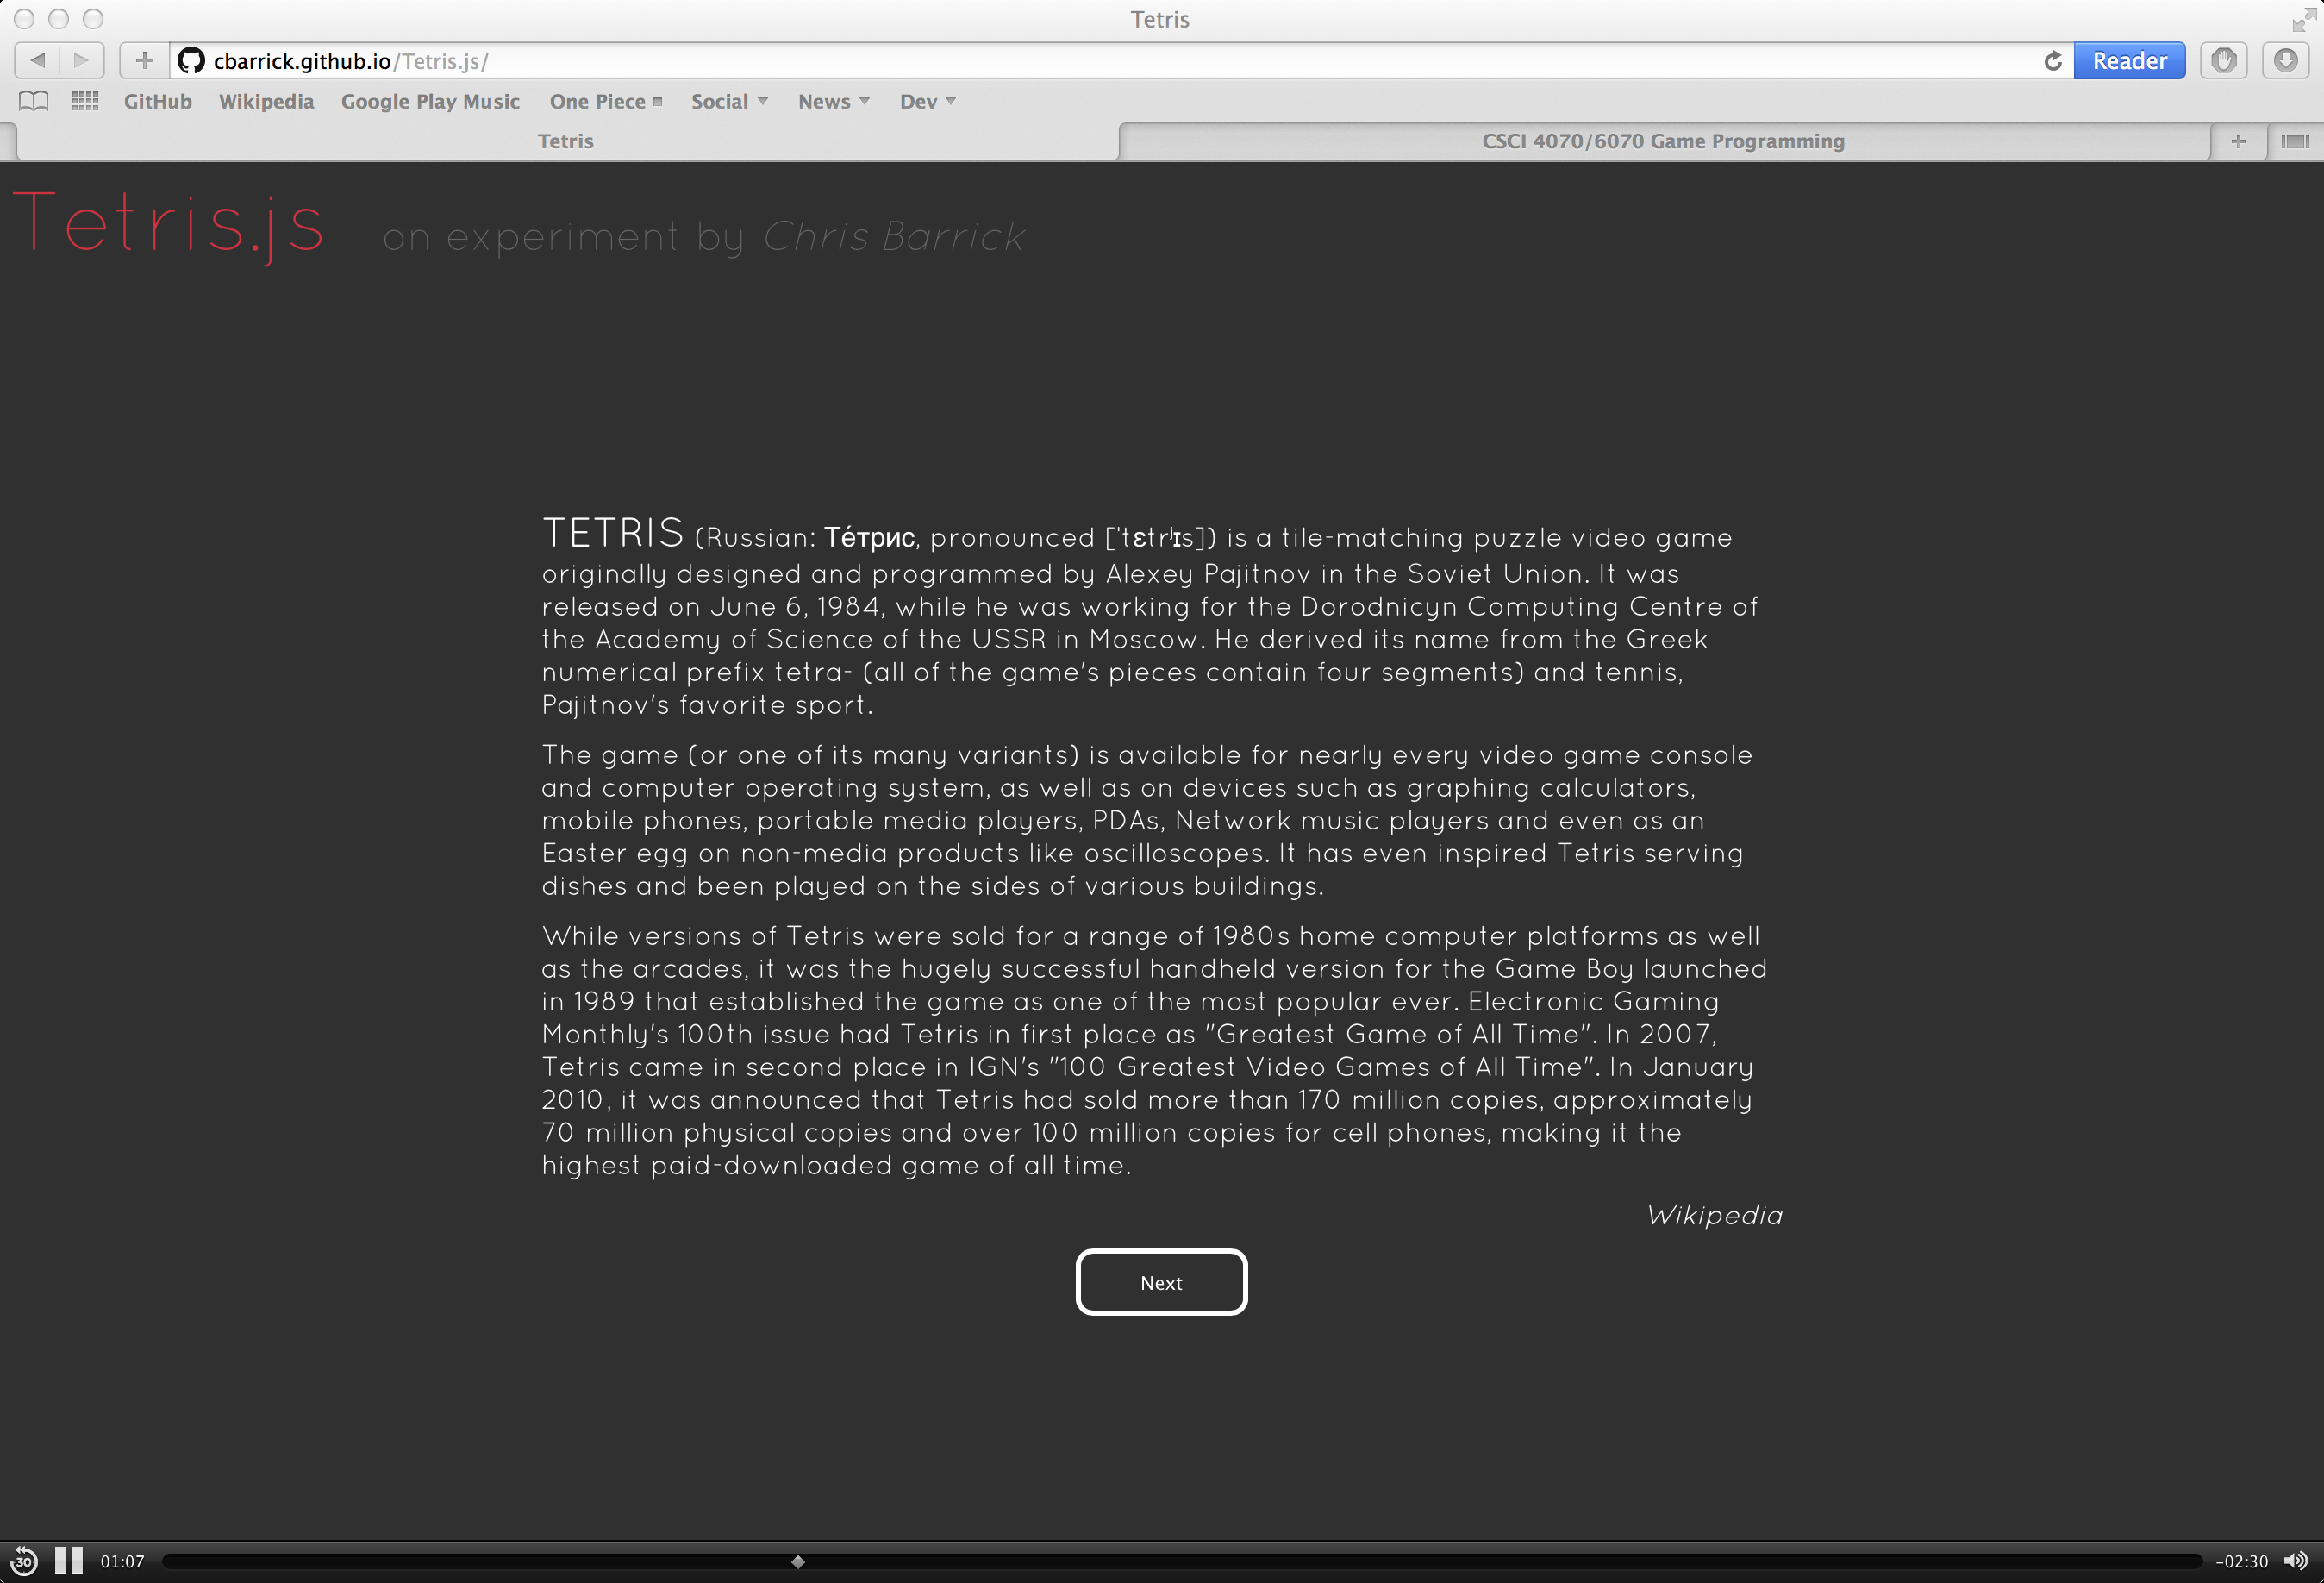 Tetris
cbarrick.github.io/Tetris.js/
Reader
GitHub Wikipedia Google Play Music One Piece Social News Dev
Tetris CSCI 4070/6070 Game Programming
Tetris.js an experiment by Chris Barrick
TETRIS (Russian: Те́трис, pronounced [ˈtɛtrʲɪs]) is a tile-matching puzzle video game
originally designed and programmed by Alexey Pajitnov in the Soviet Union. It was
released on June 6, 1984, while he was working for the Dorodnicyn Computing Centre of
the Academy of Science of the USSR in Moscow. He derived its name from the Greek
numerical prefix tetra- (all of the game's pieces contain four segments) and tennis,
Pajitnov's favorite sport.
The game (or one of its many variants) is available for nearly every video game console
and computer operating system, as well as on devices such as graphing calculators,
mobile phones, portable media players, PDAs, Network music players and even as an
Easter egg on non-media products like oscilloscopes. It has even inspired Tetris serving
dishes and been played on the sides of various buildings.
While versions of Tetris were sold for a range of 1980s home computer platforms as well
as the arcades, it was the hugely successful handheld version for the Game Boy launched
in 1989 that established the game as one of the most popular ever. Electronic Gaming
Monthly's 100th issue had Tetris in first place as "Greatest Game of All Time". In 2007,
Tetris came in second place in IGN's "100 Greatest Video Games of All Time". In January
2010, it was announced that Tetris had sold more than 170 million copies, approximately
70 million physical copies and over 100 million copies for cell phones, making it the
highest paid-downloaded game of all time.
Wikipedia
Next
30 01:07 -02:30